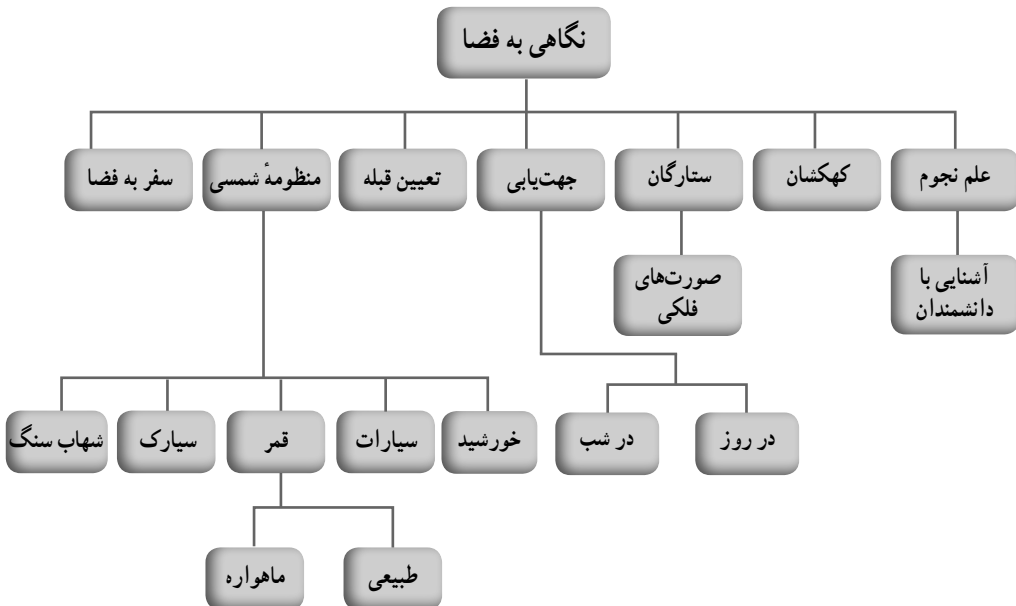 نگاهی به فضا
علم نجوم
کهکشان
ستارگان
جهت‌یابی
تعیین قبله
منظومهٔ شمسی
سفر به فضا
آشنایی با
دانشمندان
صورت‌های
فلکی
در روز
در شب
خورشید
سیارات
قمر
سیارک
شهاب سنگ
طبیعی
ماهواره